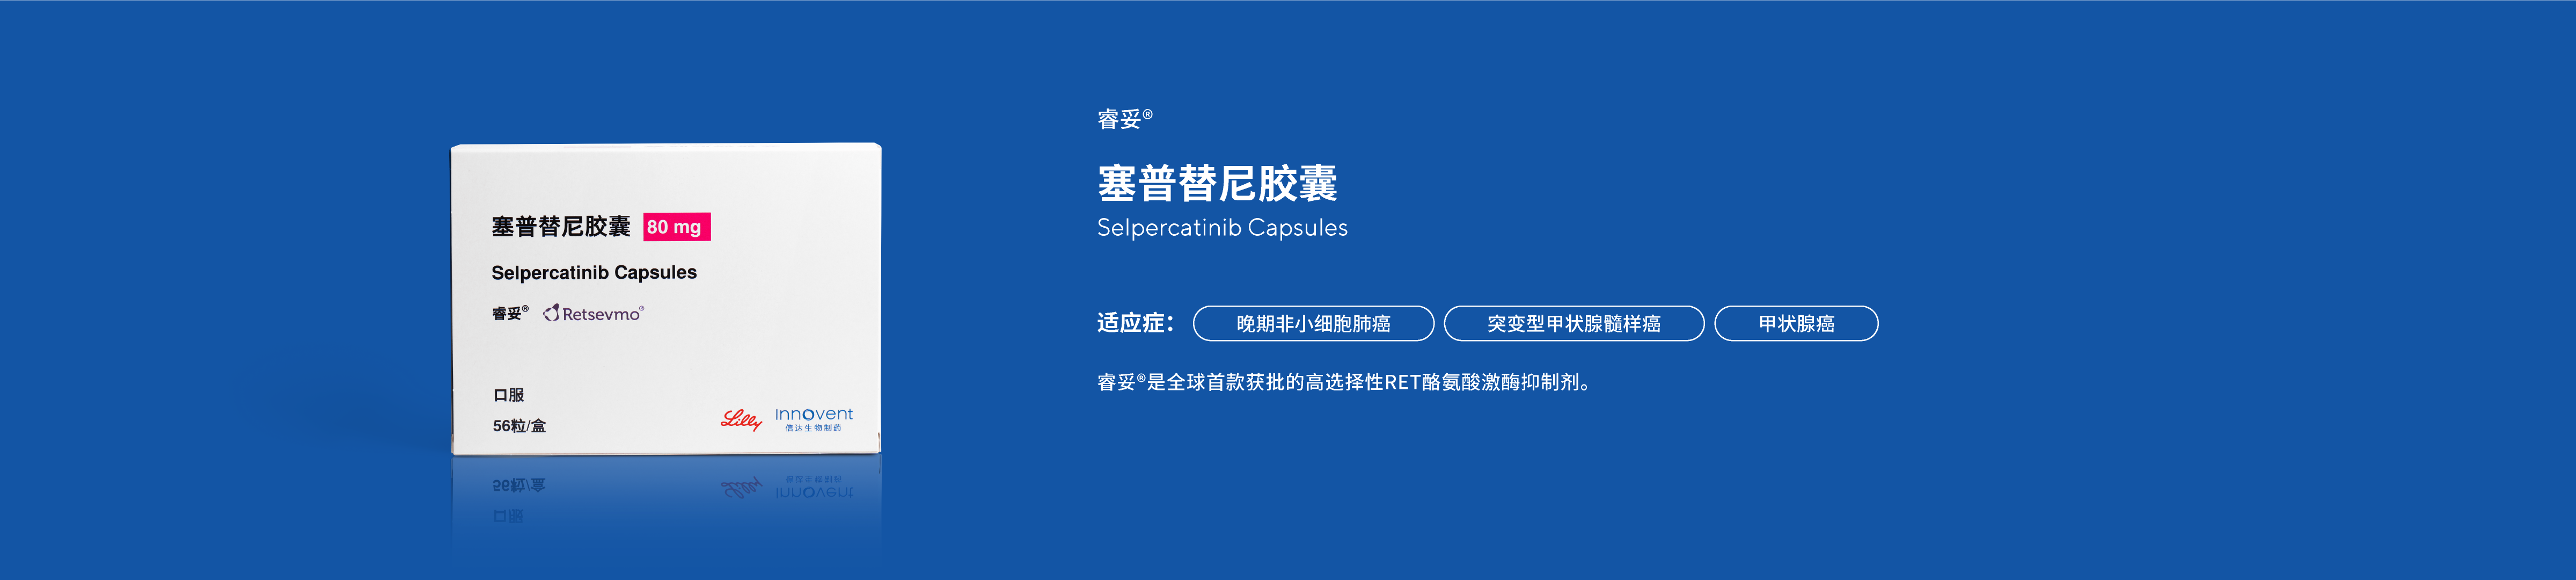 塞普替尼胶囊 80 mg
Selpercatinib Capsules
睿妥® Retsevmo®
口服
56粒/盒
Lilly Innovent
信达生物制药
睿妥®
塞普替尼胶囊
Selpercatinib Capsules
适应症： 晚期非小细胞肺癌 突变型甲状腺髓样癌 甲状腺癌
睿妥®是全球首款获批的高选择性RET酪氨酸激酶抑制剂。